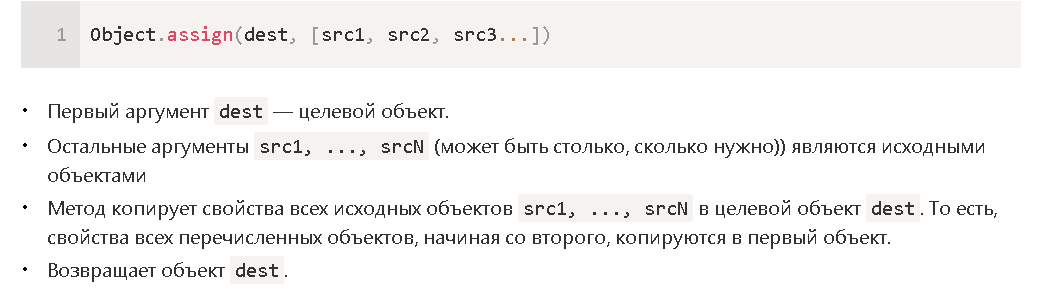 1 Object.assign(dest, [src1, src2, src3...])
• Первый аргумент dest — целевой объект.
• Остальные аргументы src1, ..., srcN (может быть столько, сколько нужно)) являются исходными
объектами
• Метод копирует свойства всех исходных объектов src1, ..., srcN в целевой объект dest. То есть,
свойства всех перечисленных объектов, начиная со второго, копируются в первый объект.
• Возвращает объект dest.